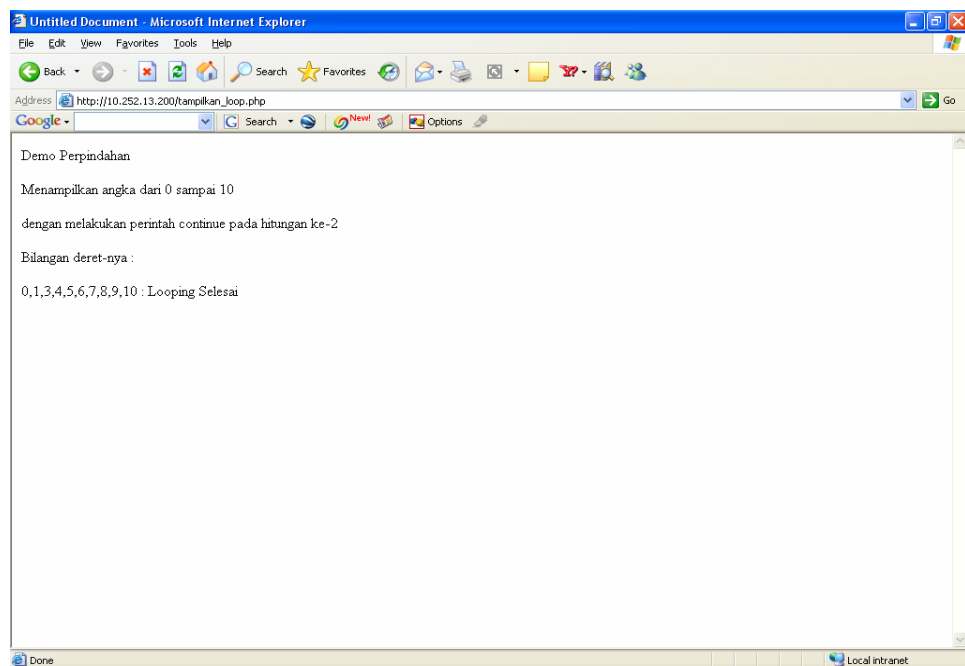 Untitled Document - Microsoft Internet Explorer
File Edit View Favorites Tools Help
Back Search Favorites
Address http://10.252.13.200/tampilkan_loop.php Go
Google Search New! Options
Demo Perpindahan
Menampilkan angka dari 0 sampai 10
dengan melakukan perintah continue pada hitungan ke-2
Bilangan deret-nya :
0,1,3,4,5,6,7,8,9,10 : Looping Selesai
Done Local intranet